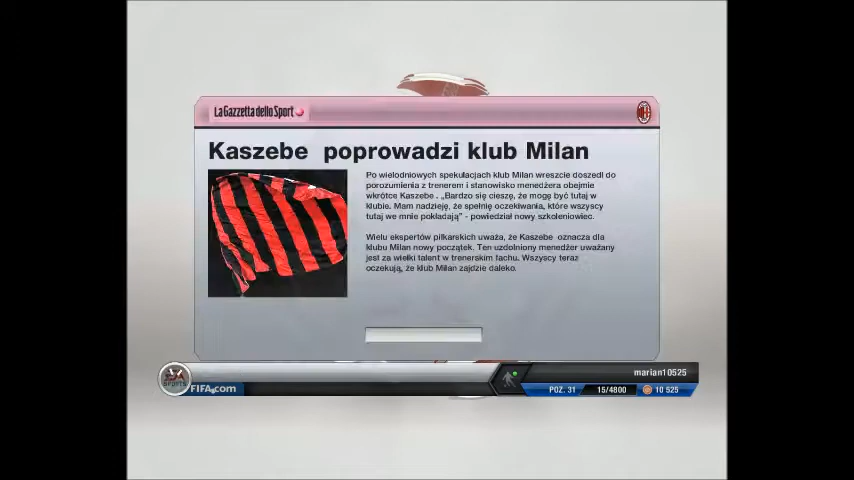 La Gazzetta dello Sport
Kaszebe poprowadzi klub Milan
Po wielodniowych spekulacjach klub Milan wreszcie doszedł do
porozumienia z trenerem i stanowisko menedżera obejmie
wkrótce Kaszebe . „Bardzo się cieszę, że mogę być tutaj w
klubie. Mam nadzieję, że spełnię oczekiwania, które wszyscy
tutaj we mnie pokładają” - powiedział nowy szkoleniowiec.
Wielu ekspertów piłkarskich uważa, że Kaszebe oznacza dla
klubu Milan nowy początek. Ten uzdolniony menedżer uważany
jest za wielki talent w trenerskim fachu. Wszyscy teraz
oczekują, że klub Milan zajdzie daleko.
marian10525
EA SPORTS
FIFA.com
POZ. 31 15/4800 10 525